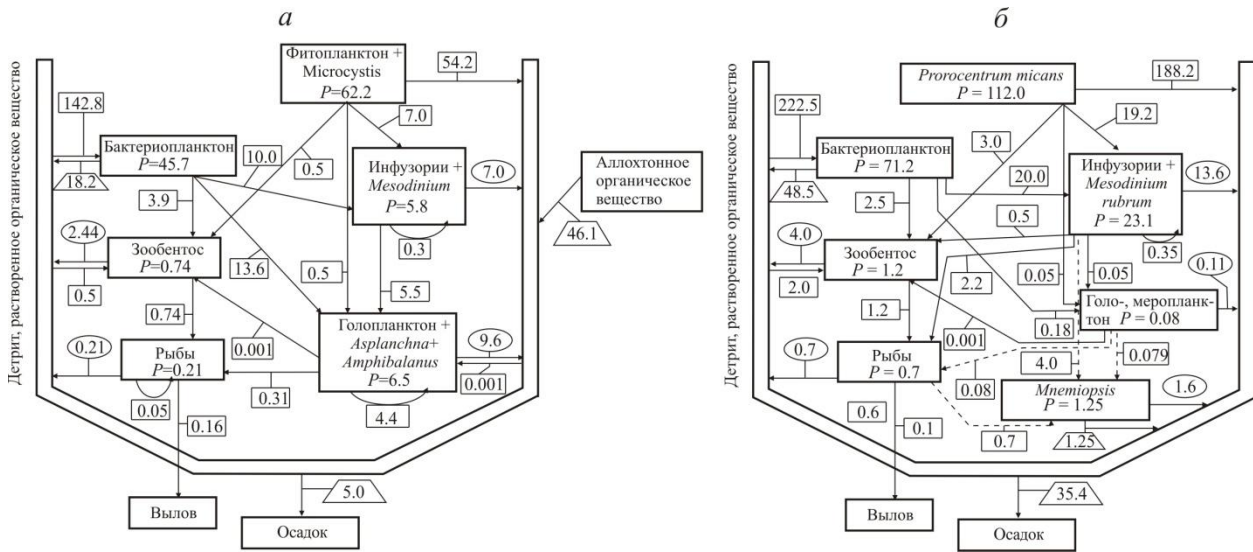 а
Детрит, растворенное органическое вещество
Фитопланктон +
Microcystis
P=62.2
54.2
142.8
7.0
Бактериопланктон
P=45.7
10.0
0.5
18.2
Инфузории +
Mesodinium
P=5.8
7.0
Аллохтонное
органическое
вещество
3.9
0.3
46.1
2.44
Зообентос
P=0.74
13.6
0.5
0.5
5.5
0.74
Голопланктон +
Asplanchna+
Amphibalanus
P=6.5
9.6
0.001
0.001
0.21
Рыбы
P=0.21
0.31
0.05
0.16
4.4
5.0
Вылов
Осадок
б
Детрит, растворенное органическое вещество
Prorocentrum micans
P = 112.0
188.2
222.5
19.2
Бактериопланктон
P = 71.2
3.0
48.5
20.0
Инфузории +
Mesodinium
rubrum
P = 23.1
13.6
2.5
0.5
0.35
4.0
Зообентос
P = 1.2
2.0
2.2
0.05
0.05
0.11
1.2
Голо-, меропланк-
тон P = 0.08
0.18
0.001
0.7
Рыбы
P = 0.7
0.08
4.0
0.079
Mnemiopsis
P = 1.25
1.6
0.6
0.1
0.7
1.25
35.4
Вылов
Осадок